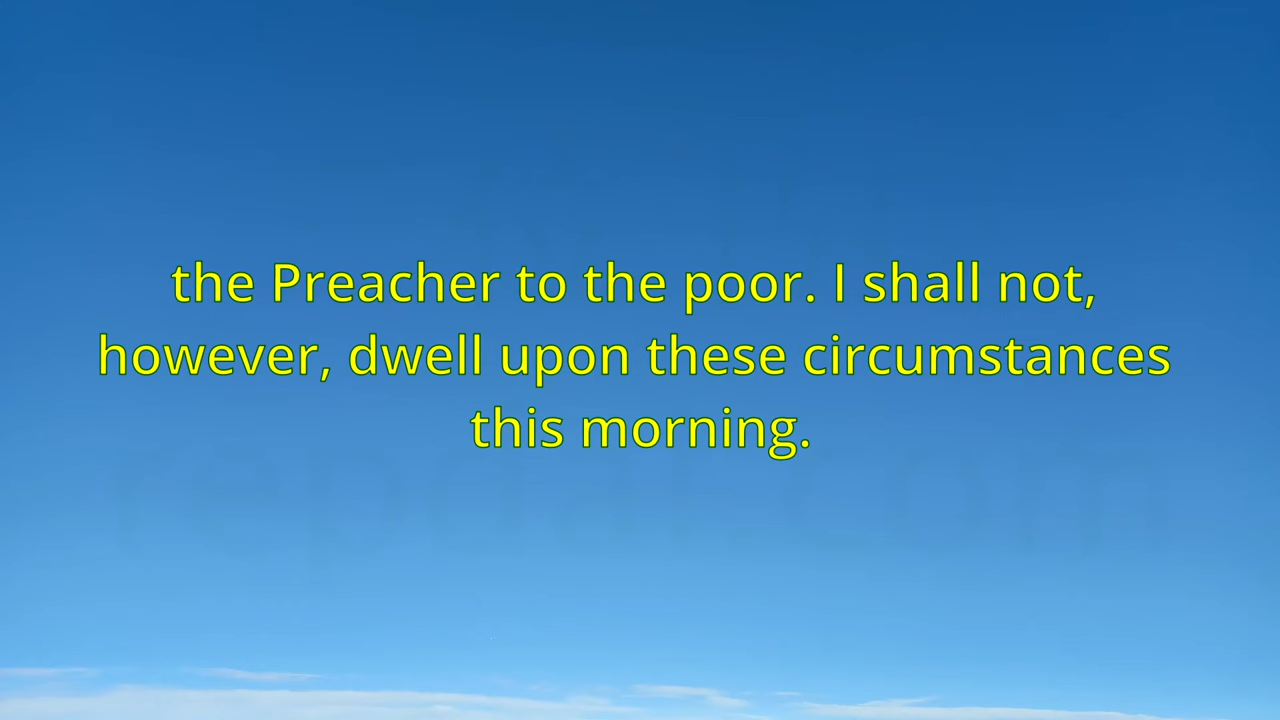 the Preacher to the poor. I shall not,
however, dwell upon these circumstances
this morning.